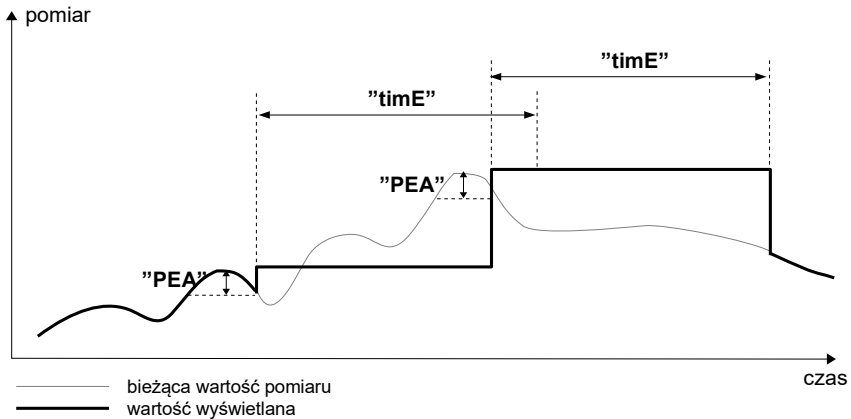 pomiar
”timE”
”timE”
”PEA”
”PEA”
czas
bieżąca wartość pomiaru
wartość wyświetlana